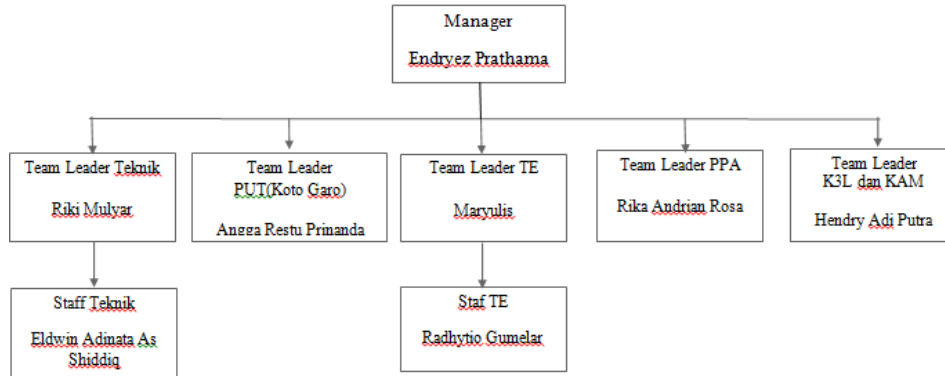 Manager
Endryez Prathama
Team Leader Teknik
Riki Mulyar
Team Leader
PUT(Koto Garo)
Angga Restu Prinanda
Team Leader TE
Maryulis
Team Leader PPA
Rika Andrian Rosa
Team Leader
K3L dan KAM
Hendry Adi Putra
Staff Teknik
Eldwin Adinata As
Shiddiq
Staf TE
Radhytio Gumelar